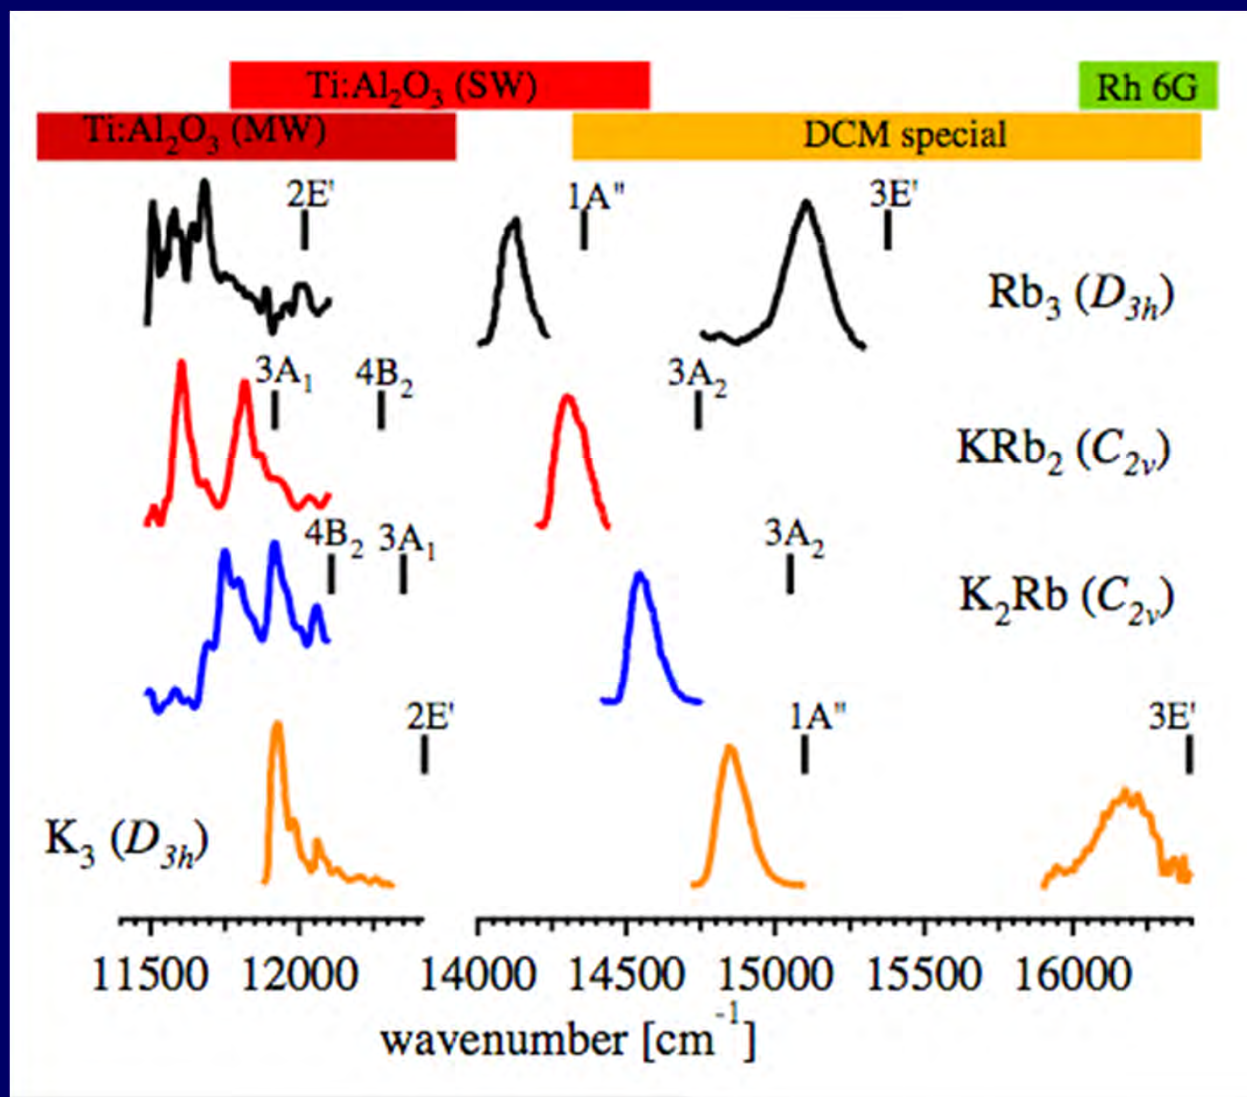 Ti:Al₂O₃ (SW)
Rh 6G
Ti:Al₂O₃ (MW)
DCM special
2E'
1A"
3E'
Rb₃ (D₃ₕ)
3A₁
4B₂
3A₂
KRb₂ (C₂ᵥ)
4B₂
3A₁
3A₂
K₂Rb (C₂ᵥ)
2E'
1A"
3E'
K₃ (D₃ₕ)
11500 12000 14000 14500 15000 15500 16000
wavenumber [cm⁻¹]